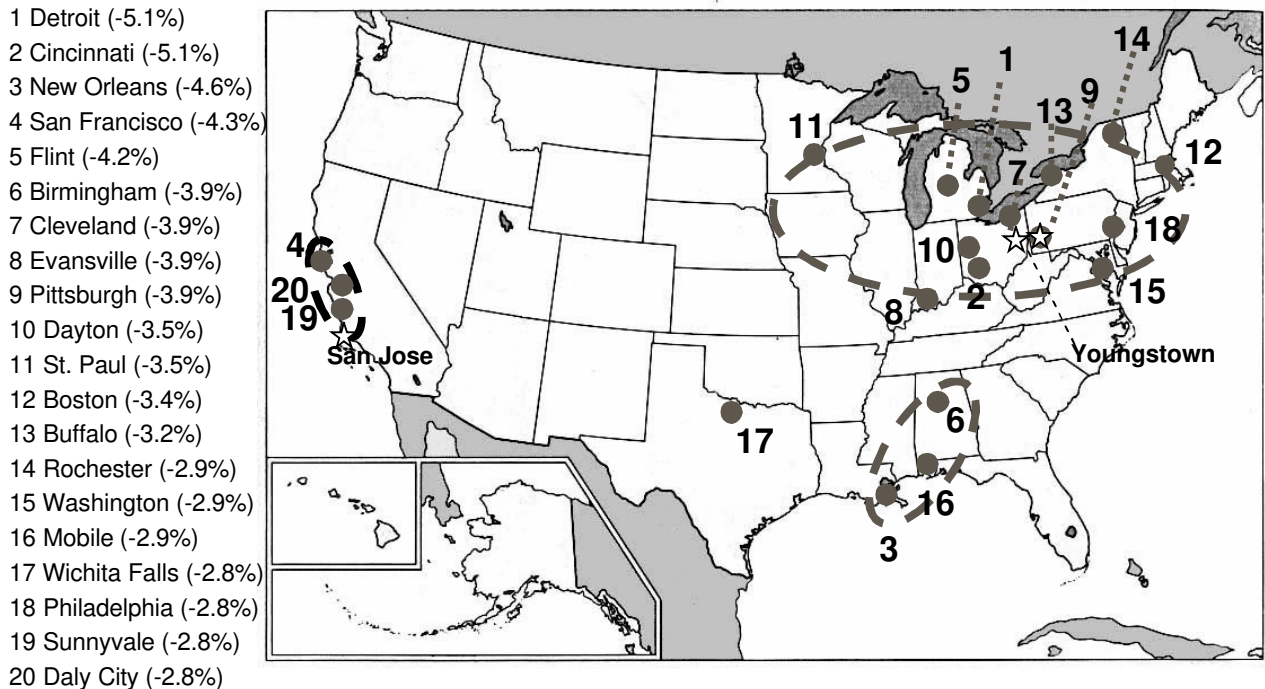 1 Detroit (-5.1%)
2 Cincinnati (-5.1%)
3 New Orleans (-4.6%)
4 San Francisco (-4.3%)
5 Flint (-4.2%)
6 Birmingham (-3.9%)
7 Cleveland (-3.9%)
8 Evansville (-3.9%)
9 Pittsburgh (-3.9%)
10 Dayton (-3.5%)
11 St. Paul (-3.5%)
12 Boston (-3.4%)
13 Buffalo (-3.2%)
14 Rochester (-2.9%)
15 Washington (-2.9%)
16 Mobile (-2.9%)
17 Wichita Falls (-2.8%)
18 Philadelphia (-2.8%)
19 Sunnyvale (-2.8%)
20 Daly City (-2.8%)
14
1
5
9
13
11
12
7
18
4
10
20
15
2
8
19
San Jose
Youngstown
6
17
16
3